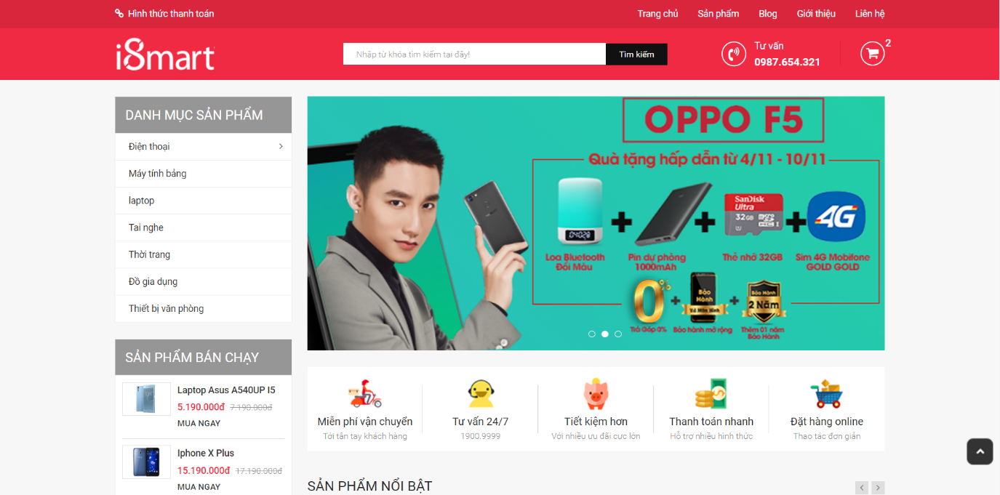 Hình thức thanh toán
Trang chủ Sản phẩm Blog Giới thiệu Liên hệ
iSmart
Nhập từ khóa tìm kiếm tại đây!
Tìm kiếm
Tư vấn
0987.654.321
2
DANH MỤC SẢN PHẨM
Điện thoại
Máy tính bảng
laptop
Tai nghe
Thời trang
Đồ gia dụng
Thiết bị văn phòng
OPPO F5
Quà tặng hấp dẫn từ 4/11 - 10/11
SanDisk
Ultra
32GB
4G
Loa Bluetooth
Đổi Màu
Pin dự phòng
1000mAh
Thẻ nhớ 32GB
Sim 4G Mobifone
GOLD GOLD
0%
Bảo
Hành
Bảo Hành
2 Năm
Trả Góp 0%
Bảo hành mở rộng
Thêm 01 năm
Bảo Hành
SẢN PHẨM BÁN CHẠY
Laptop Asus A540UP I5
5.190.000đ 7.190.000đ
MUA NGAY
Iphone X Plus
15.190.000đ 17.190.000đ
MUA NGAY
Miễn phí vận chuyển
Tới tận tay khách hàng
Tư vấn 24/7
1900.9999
Tiết kiệm hơn
Với nhiều ưu đãi cực lớn
Thanh toán nhanh
Hỗ trợ nhiều hình thức
Đặt hàng online
Thao tác đơn giản
SẢN PHẨM NỔI BẬT